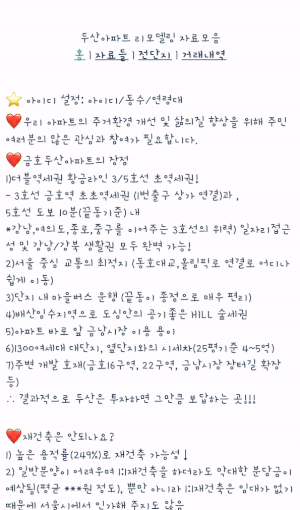 두산아파트 리모델링 자료모음
홈 | 자료들 | 전단지 | 거래내역
아이디 설정: 아이디/동수/연령대
우리 아파트의 주거환경 개선 및 삶의질 향상을 위해 주민
여러분의 많은 관심과 참여가 필요합니다.
금호두산아파트의 장점
1)더블역세권 황금라인 3/5호선 초역세권!
- 3호선 금호역 초초역세권 (1번출구 상가 연결)과 ,
5호선 도보 10분(끝동기준) 내
*강남,여의도,종로,중구를 이어주는 3호선의 위력) 일자리접근
성 및 강남/강북 생활권 모두 완벽 가능!
2)서울 중심 교통의 최적지 (동호대교,올림픽로 연결로 어디나
쉽게 이동)
3)단지 내 마을버스 운행 (끝동이 종점으로 매우 편리)
4)배산임수지역으로 도심안의 공기좋은 HILL 숲세권
5)아파트 바로 앞 금남시장 이용 용이
6)1300여세대 대단지, 옆단지와의 시세차(25평기준 4~5억)
7)주변 개발 호재(금호16구역, 22구역, 금남시장 장터길 확장
등)
∴ 결과적으로 두산은 투자하면 그만큼 보답하는 곳!!!
재건축은 안되나요?
1) 높은 용적률(249%)로 재건축 가능성↓
2) 일반분양이 어려우며 1:1재건축을 하더라도 막대한 분담금이
예상됨(평균 ***원 정도), 뿐만 아니라 1:1재건축은 임대가 없기
때문에 서울시에서 인가해 주지도 않음